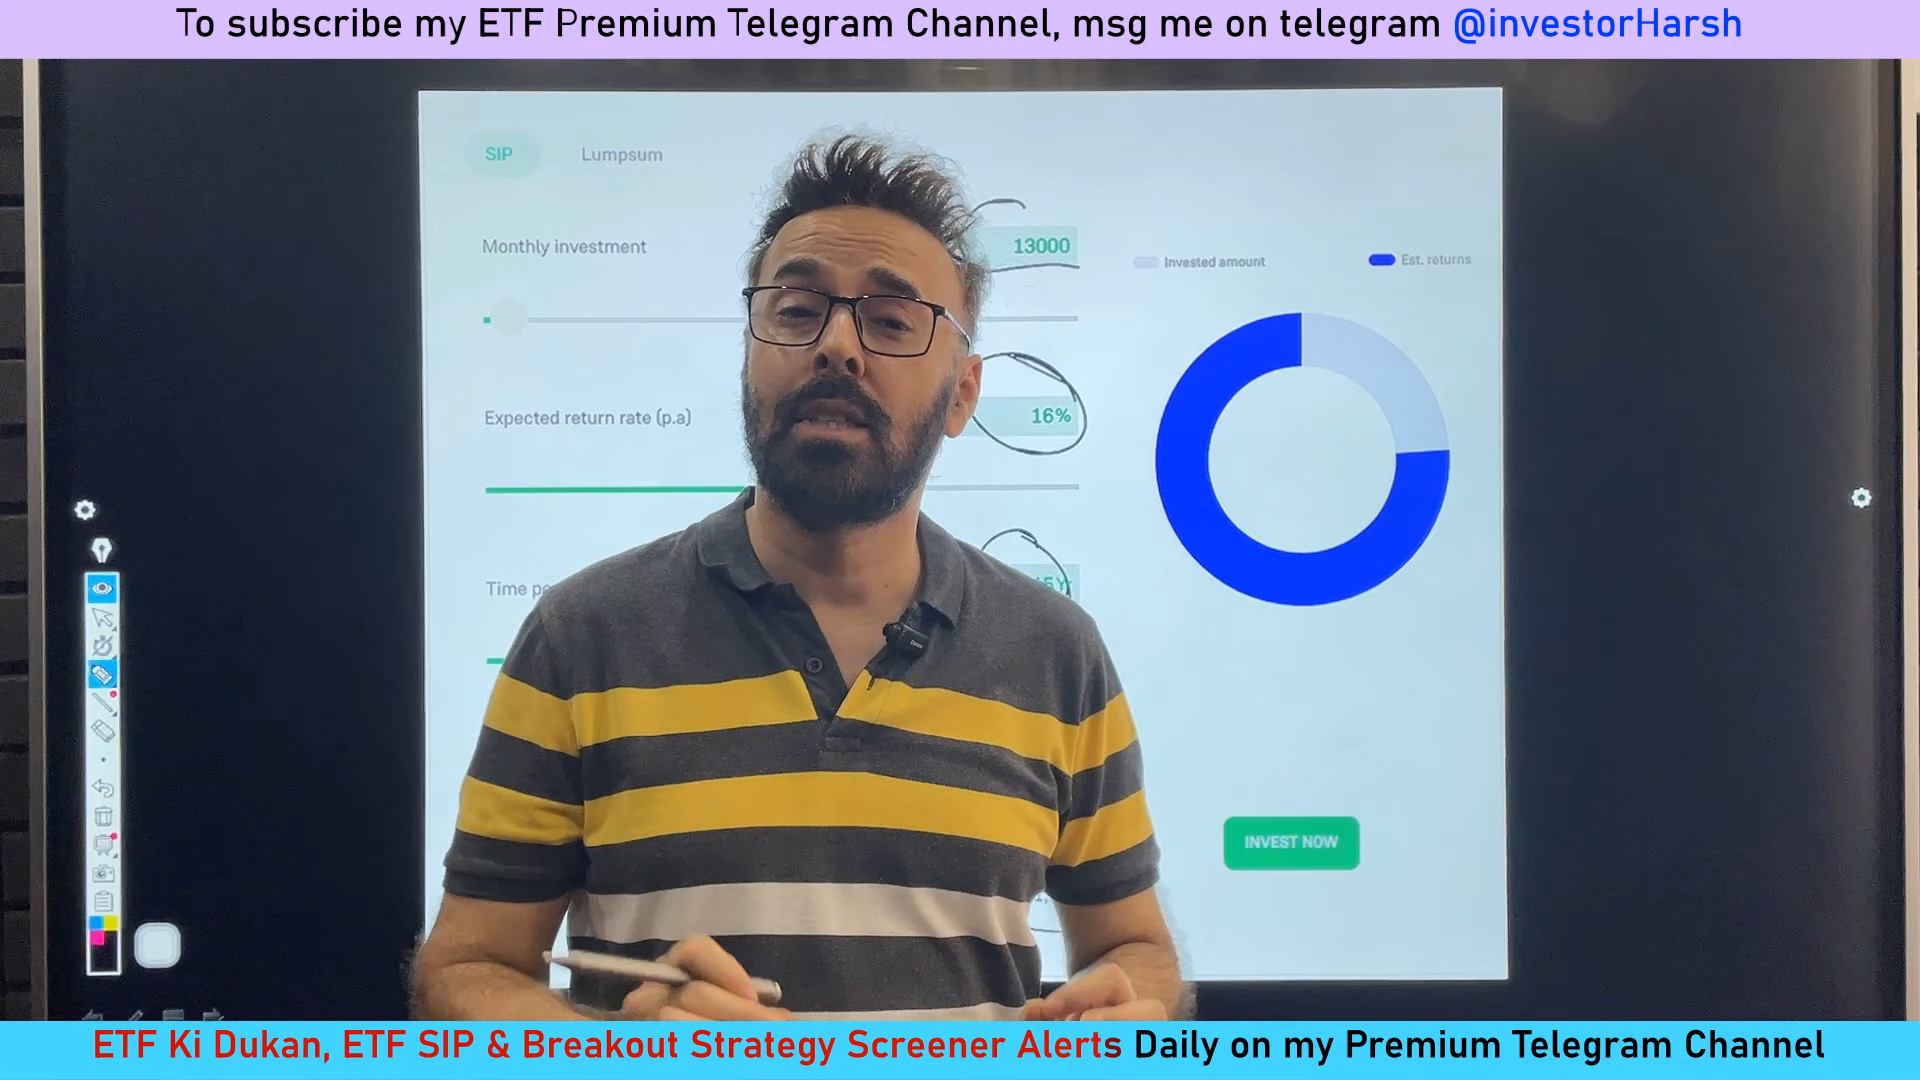 To subscribe my ETF Premium Telegram Channel, msg me on telegram @investorHarsh
SIP Lumpsum
Monthly investment 13000
Invested amount Est. returns
Expected return rate (p.a) 16%
Time
INVEST NOW
ETF Ki Dukan, ETF SIP & Breakout Strategy Screener Alerts Daily on my Premium Telegram Channel